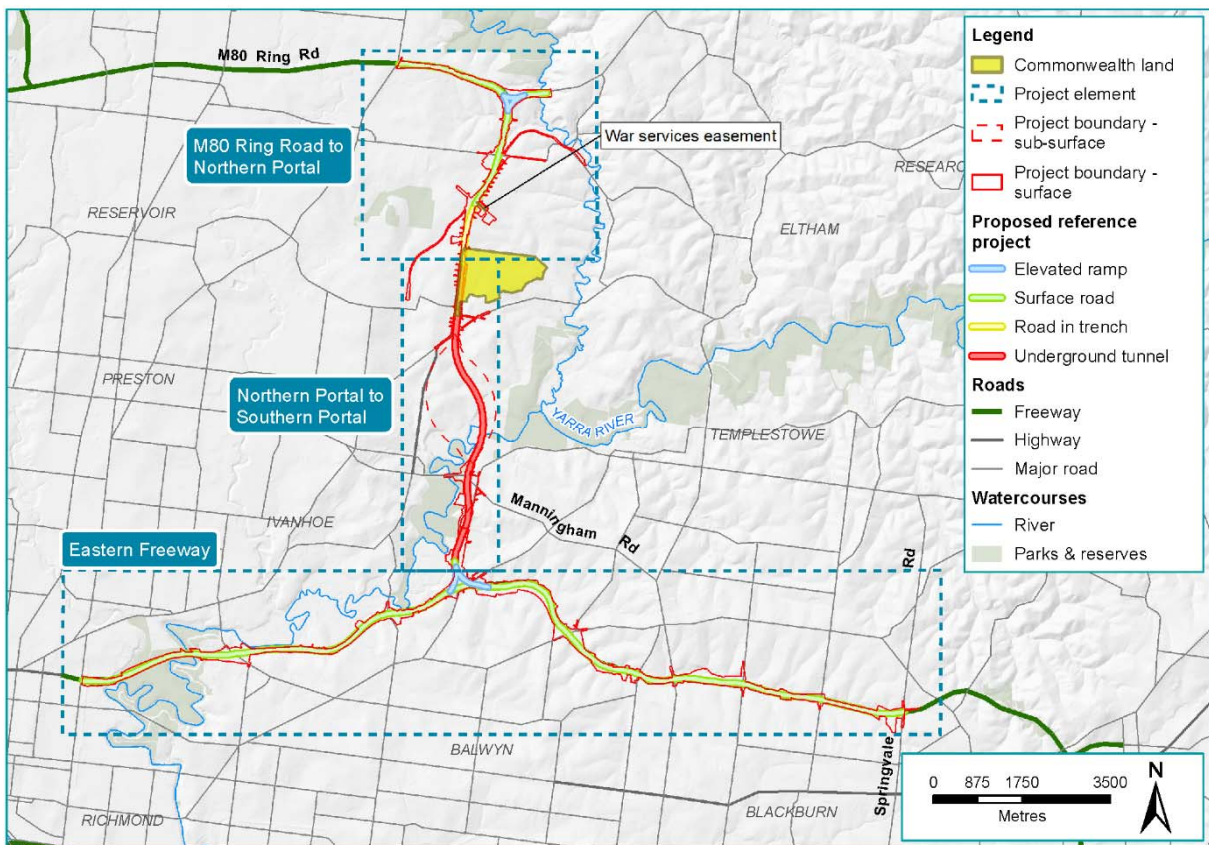 M80 Ring Rd
M80 Ring Road to
Northern Portal
War services easement
RESERVOIR
RESEARC
ELTHAM
PRESTON
Northern Portal to
Southern Portal
YARRA RIVER
TEMPLESTOWE
IVANHOE
Manningham Rd
Eastern Freeway
Springvale Rd
BALWYN
BLACKBURN
RICHMOND
Legend
Commonwealth land
Project element
Project boundary -
sub-surface
Project boundary -
surface
Proposed reference
project
Elevated ramp
Surface road
Road in trench
Underground tunnel
Roads
Freeway
Highway
Major road
Watercourses
River
Parks & reserves
0 875 1750 3500
Metres
N